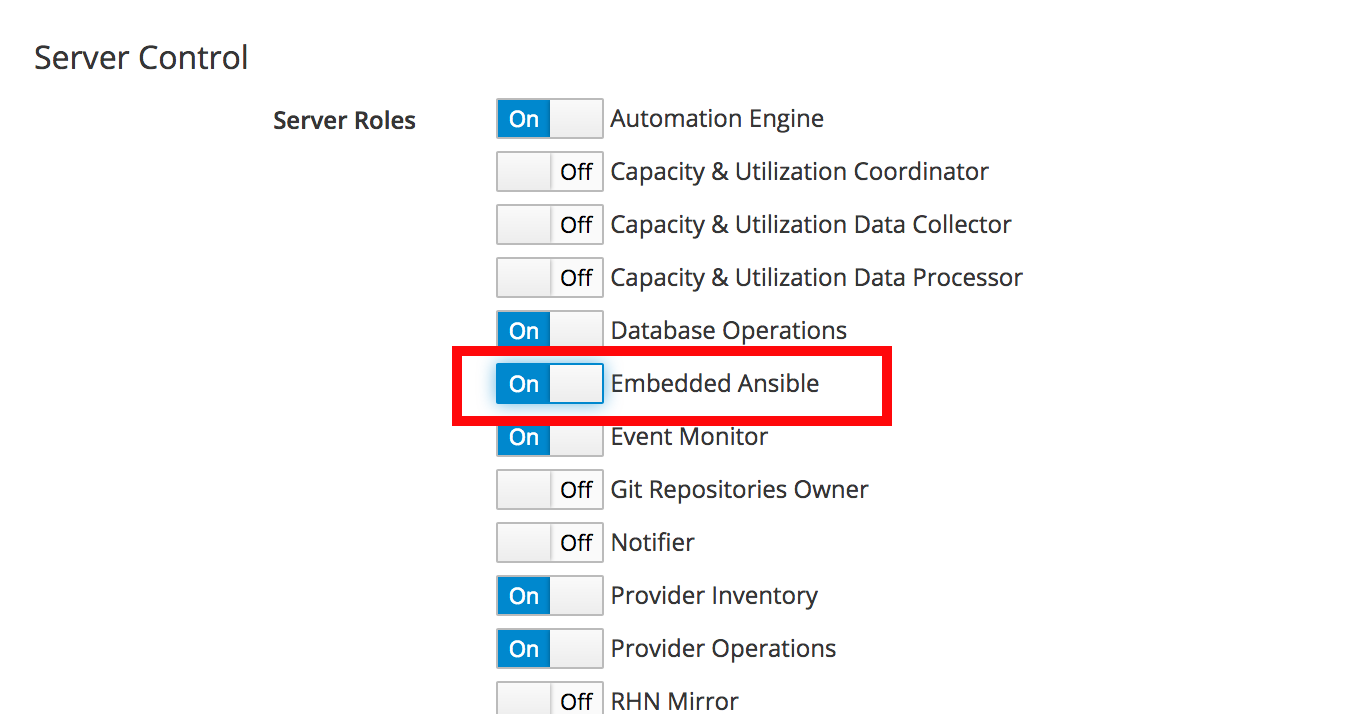 Server Control
Server Roles
On Automation Engine
Off Capacity & Utilization Coordinator
Off Capacity & Utilization Data Collector
Off Capacity & Utilization Data Processor
On Database Operations
On Embedded Ansible
On Event Monitor
Off Git Repositories Owner
Off Notifier
On Provider Inventory
On Provider Operations
Off RHN Mirror